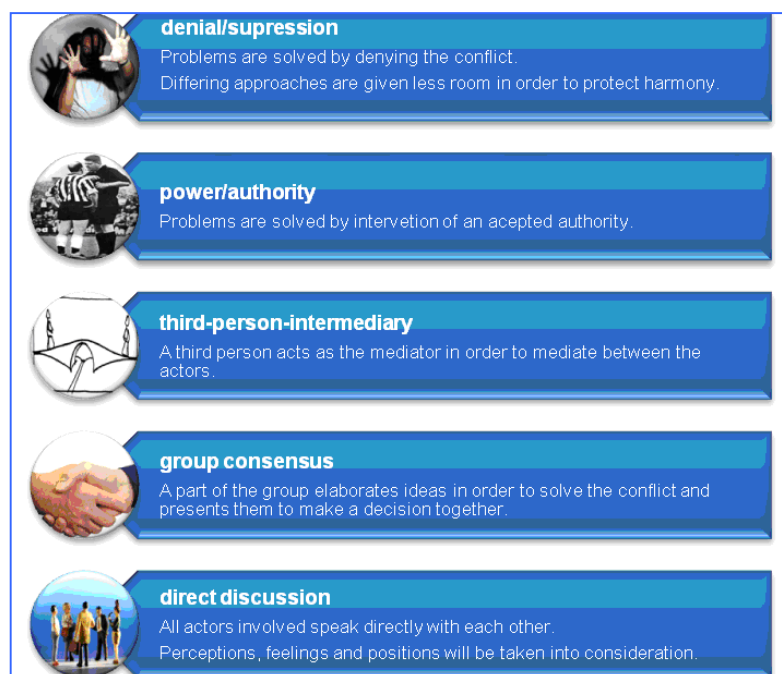 denial/supression
Problems are solved by denying the conflict.
Differing approaches are given less room in order to protect harmony.
power/authority
Problems are solved by intervetion of an acepted authority.
third-person-intermediary
A third person acts as the mediator in order to mediate between the
actors.
group consensus
A part of the group elaborates ideas in order to solve the conflict and
presents them to make a decision together.
direct discussion
All actors involved speak directly with each other.
Perceptions, feelings and positions will be taken into consideration.